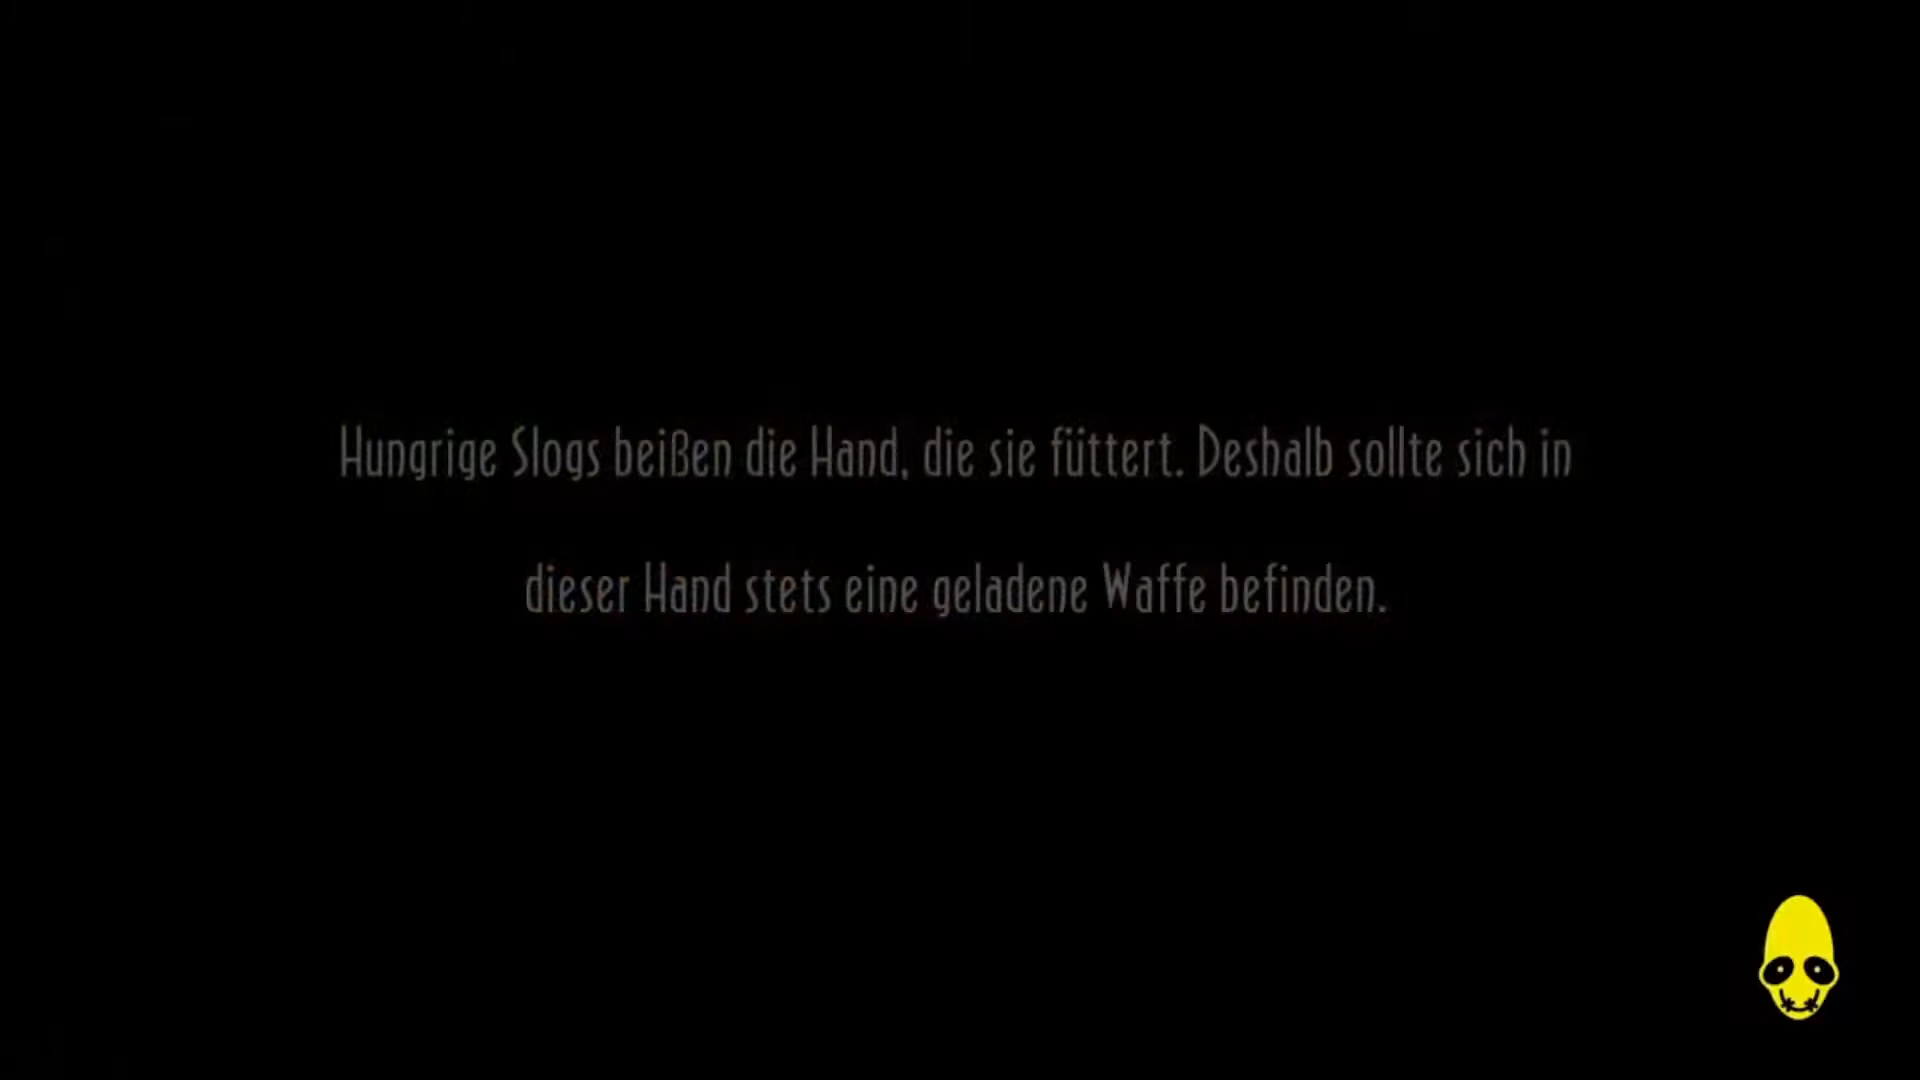 Hungrige Slogs beißen die Hand, die sie füttert. Deshalb sollte sich in
dieser Hand stets eine geladene Waffe befinden.